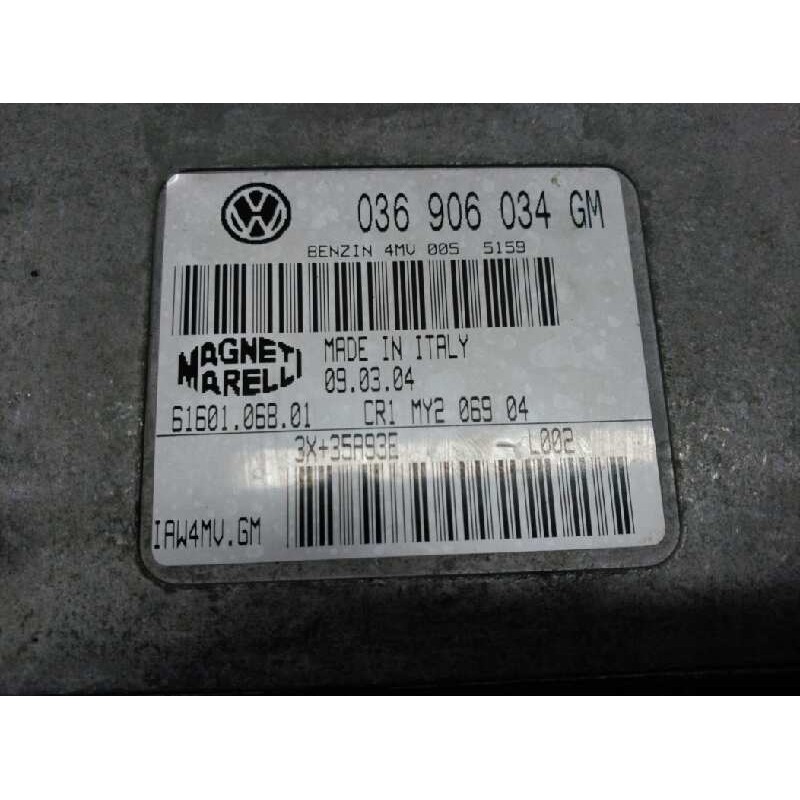 036 906 034 GM
BENZIN 4MV 005 5159
MAGNETI
MARELLI
MADE IN ITALY
09.03.04
61601.068.01 CR1 MY2 069 04
3X+35A93E - L002
IAW4MV.GM